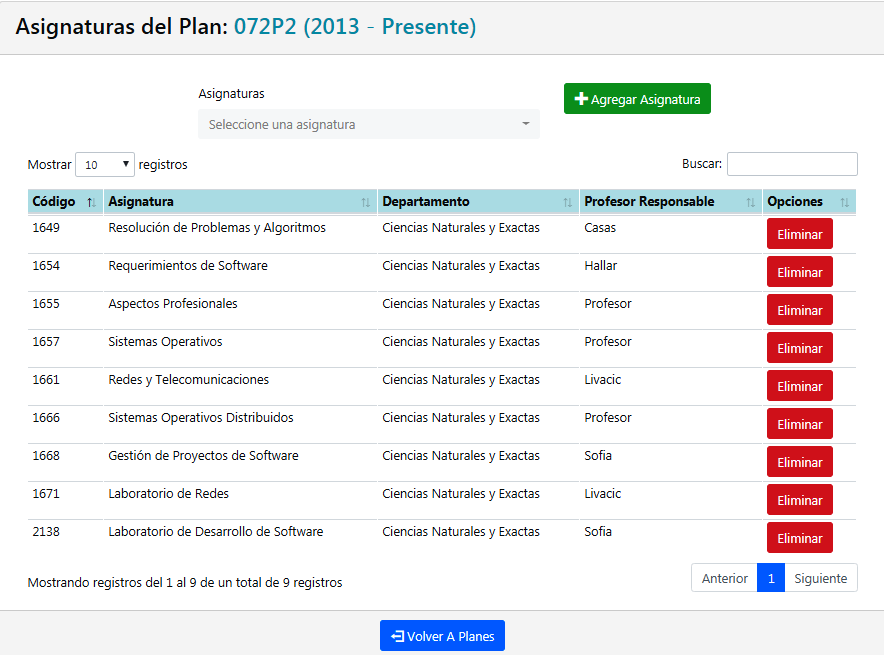 Asignaturas del Plan: 072P2 (2013 - Presente)
Asignaturas
Seleccione una asignatura
Agregar Asignatura
Mostrar 10 registros
Buscar:
Código Asignatura Departamento Profesor Responsable Opciones
1649 Resolución de Problemas y Algoritmos Ciencias Naturales y Exactas Casas Eliminar
1654 Requerimientos de Software Ciencias Naturales y Exactas Hallar Eliminar
1655 Aspectos Profesionales Ciencias Naturales y Exactas Profesor Eliminar
1657 Sistemas Operativos Ciencias Naturales y Exactas Profesor Eliminar
1661 Redes y Telecomunicaciones Ciencias Naturales y Exactas Livacic Eliminar
1666 Sistemas Operativos Distribuidos Ciencias Naturales y Exactas Profesor Eliminar
1668 Gestión de Proyectos de Software Ciencias Naturales y Exactas Sofia Eliminar
1671 Laboratorio de Redes Ciencias Naturales y Exactas Livacic Eliminar
2138 Laboratorio de Desarrollo de Software Ciencias Naturales y Exactas Sofia Eliminar
Mostrando registros del 1 al 9 de un total de 9 registros
Anterior 1 Siguiente
Volver A Planes